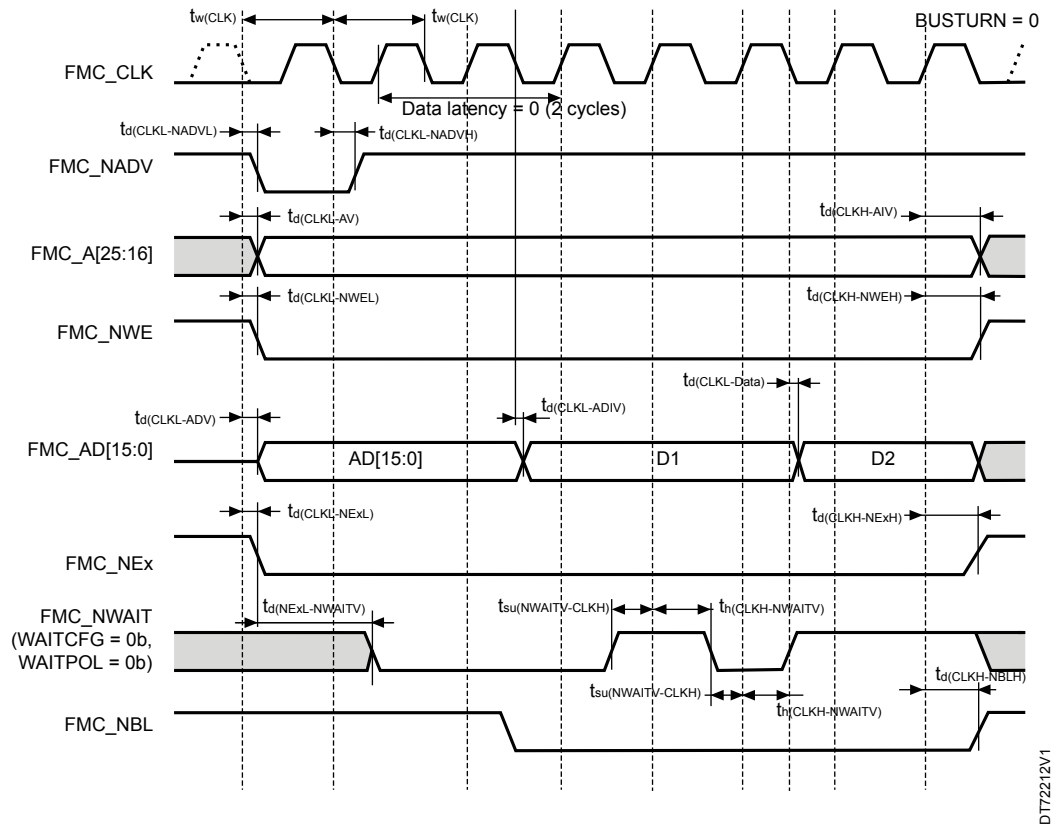 tw(CLK)
tw(CLK)
BUSTURN = 0
FMC_CLK
Data latency = 0 (2 cycles)
td(CLKL-NADVL)
td(CLKL-NADVH)
FMC_NADV
td(CLKL-AV)
td(CLKH-AIV)
FMC_A[25:16]
td(CLKL-NWEL)
td(CLKH-NWEH)
FMC_NWE
td(CLKL-Data)
td(CLKL-ADV)
td(CLKL-ADIV)
FMC_AD[15:0]
AD[15:0]
D1
D2
td(CLKL-NExL)
td(CLKH-NExH)
FMC_NEx
td(NExL-NWAITV)
tsu(NWAITV-CLKH)
th(CLKH-NWAITV)
FMC_NWAIT
(WAITCFG = 0b,
WAITPOL = 0b)
tsu(NWAITV-CLKH)
th(CLKH-NWAITV)
td(CLKH-NBLH)
FMC_NBL
DT72212V1